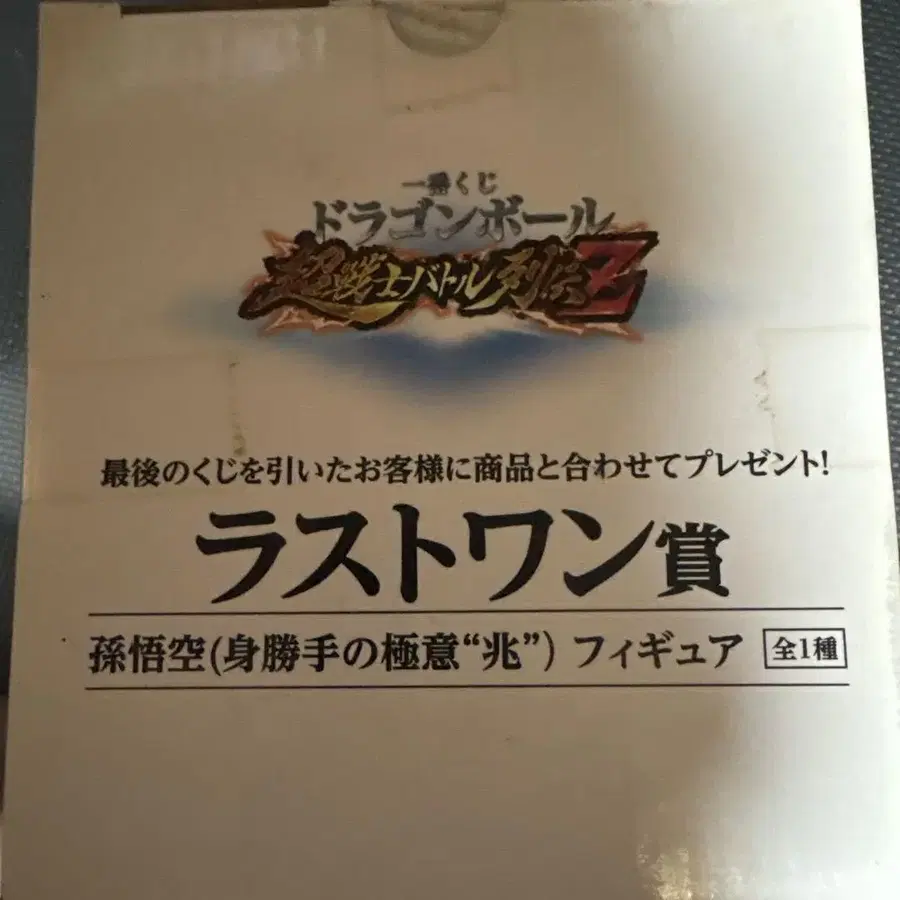 一番くじ
ドラゴンボール
超戦士バトル列伝Z
最後のくじを引いたお客様に商品と合わせてプレゼント!
ラストワン賞
孫悟空(身勝手の極意“兆”) フィギュア 全1種